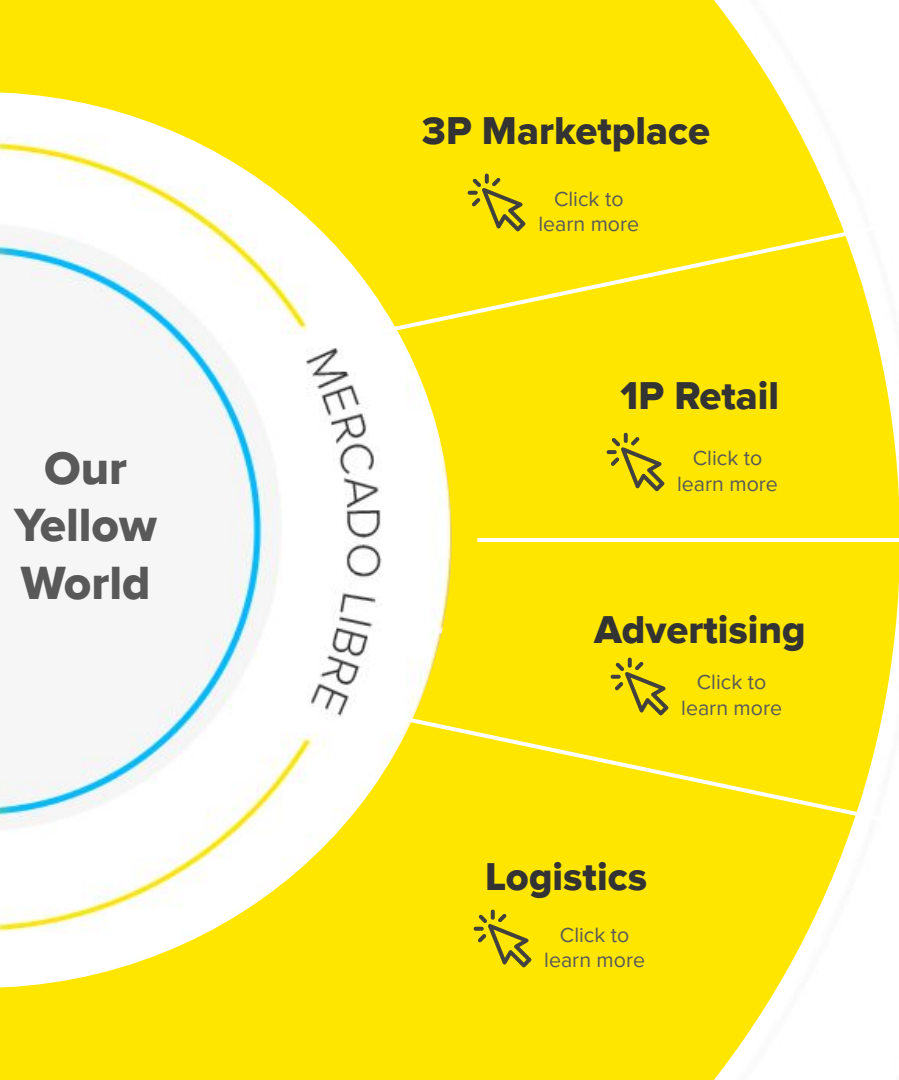 3P Marketplace
Click to
learn more
1P Retail
Click to
learn more
MERCADO LIBRE
Our
Yellow
World
Advertising
Click to
learn more
Logistics
Click to
learn more